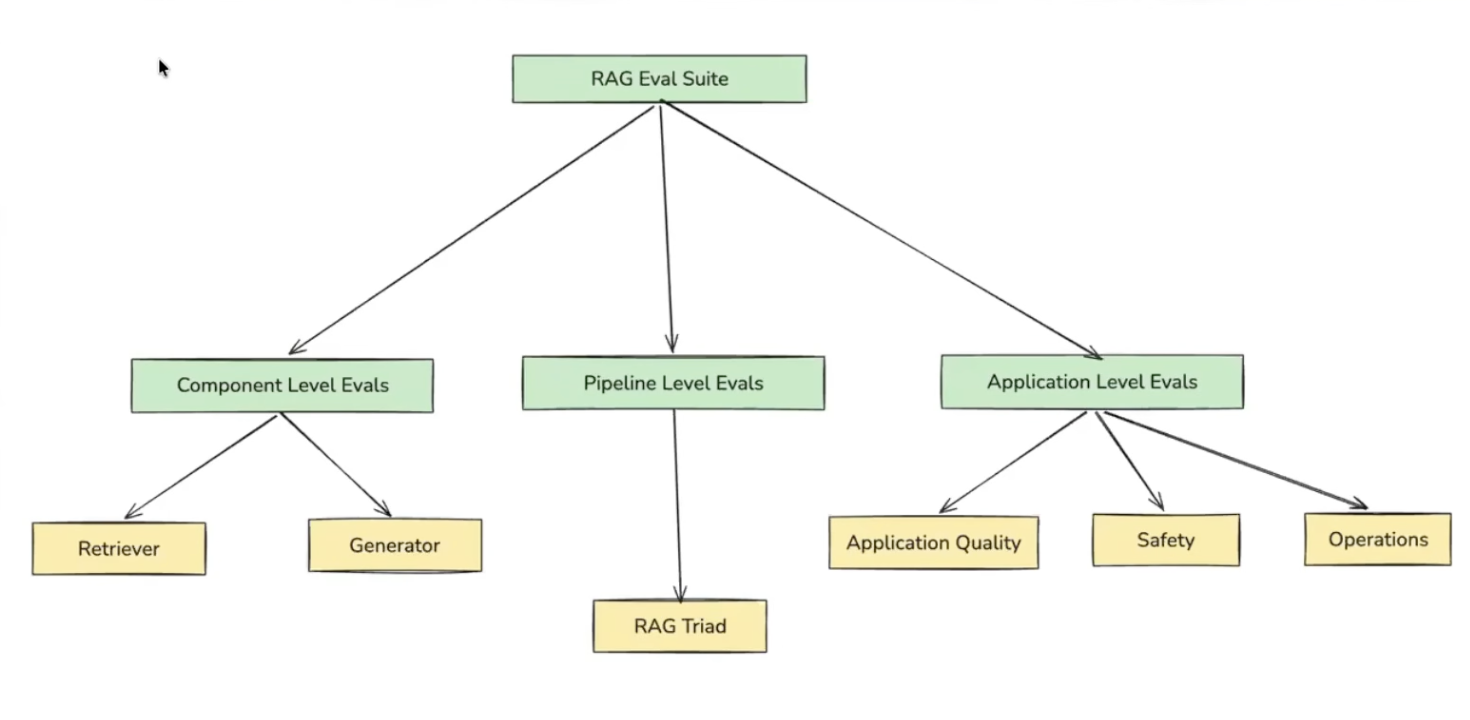 RAG Eval Suite
Component Level Evals
Pipeline Level Evals
Application Level Evals
Retriever
Generator
Application Quality
Safety
Operations
RAG Triad